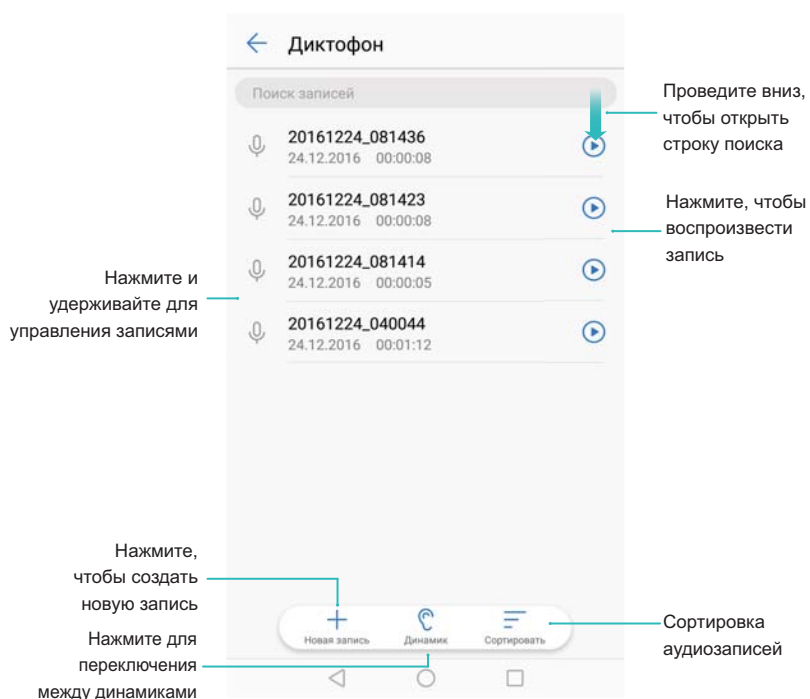 Диктофон
Поиск записей
Проведите вниз,
чтобы открыть
строку поиска
20161224_081436
24.12.2016 00:00:08
20161224_081423
24.12.2016 00:00:08
Нажмите, чтобы
воспроизвести
запись
20161224_081414
24.12.2016 00:00:05
Нажмите и
удерживайте для
управления записями
20161224_040044
24.12.2016 00:01:12
Нажмите,
чтобы создать
новую запись
Новая запись
Динамик
Сортировать
Сортировка
аудиозаписей
Нажмите для
переключения
между динамиками